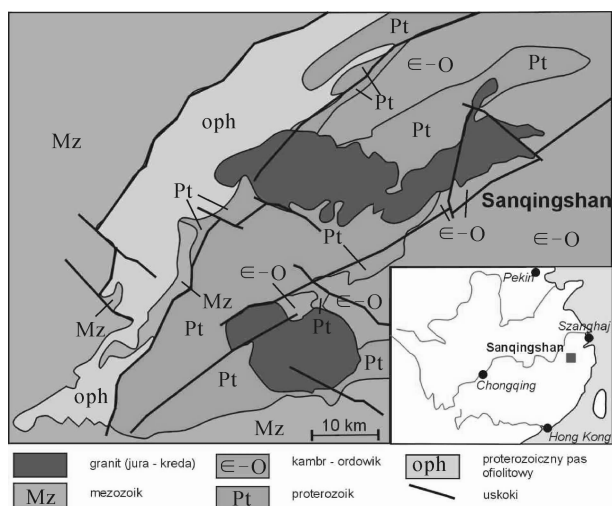 Pt
∈-O
Pt
oph
Pt
Mz
Pt
Sanqingshan
∈-O
Pt
∈-O
∈-O
Mz
Mz
∈-O
Pt
Pt
Pt
Pt
oph
Mz
10 km
Pekin
Szanghaj
Sanqingshan
Chongqing
Hong Kong
granit (jura - kreda)
∈-O kambr - ordowik
oph proterozoiczny pas
ofiolitowy
Mz mezozoik
Pt proterozoik
uskoki